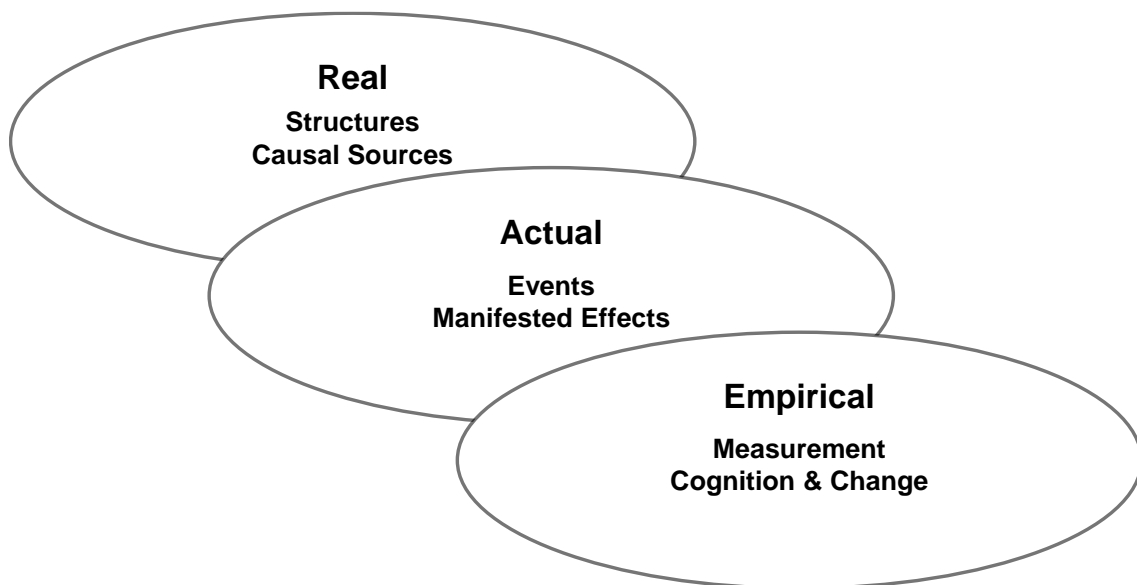 Real
Structures
Causal Sources
Actual
Events
Manifested Effects
Empirical
Measurement
Cognition & Change